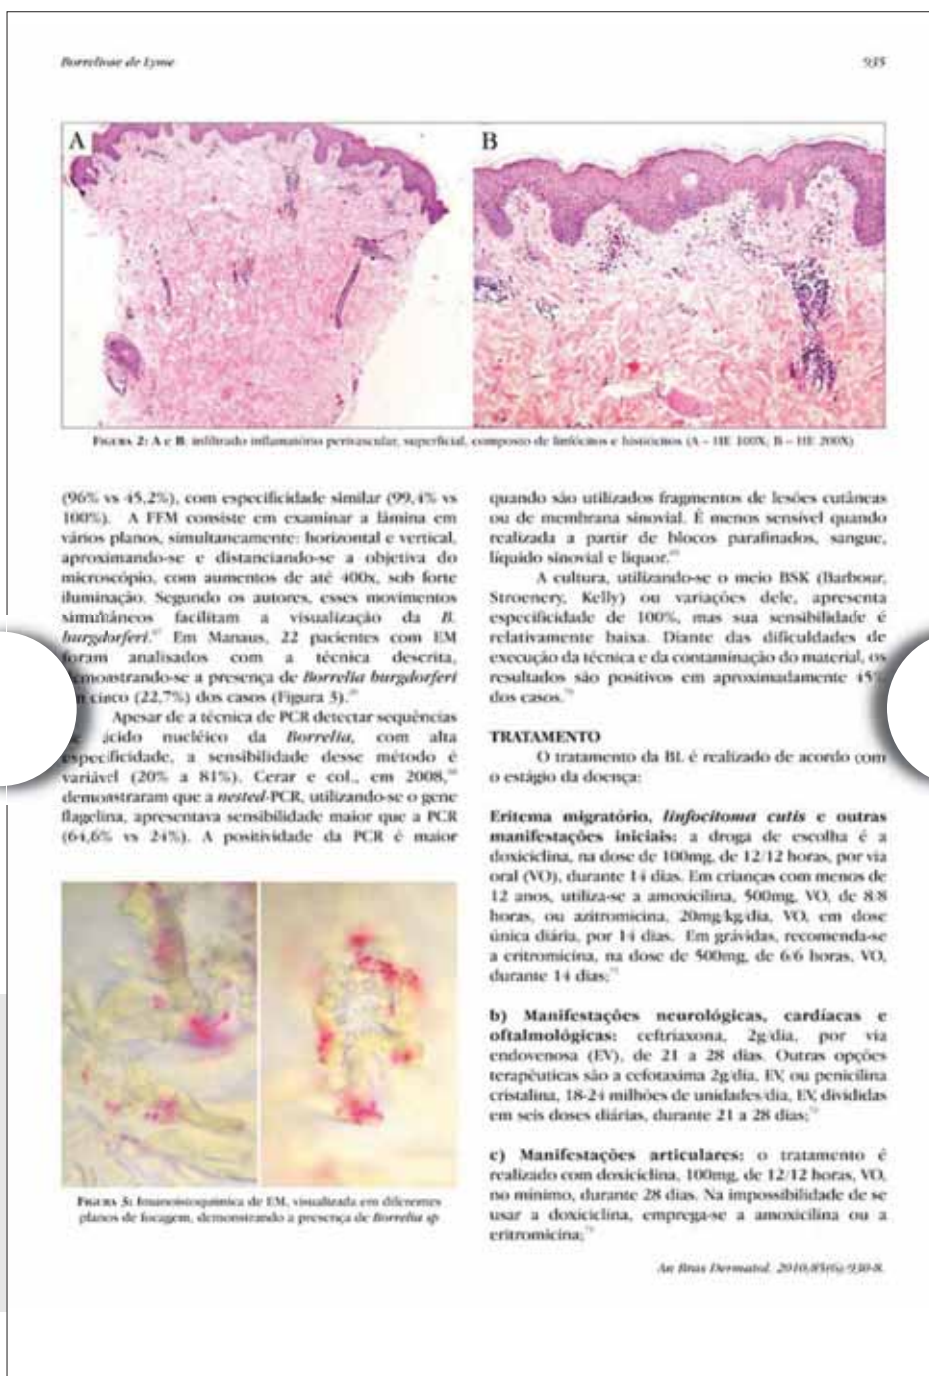 Borreliose de Lyme
935
A
B
FIGURA 2: A e B: infiltrado inflamatório perivascular, superficial, composto de linfócitos e histiócitos (A - HE 100X; B - HE 200X)
(96% vs 45,2%), com especificidade similar (99,4% vs
100%). A FFM consiste em examinar a lâmina em
vários planos, simultaneamente: horizontal e vertical,
aproximando-se e distanciando-se a objetiva do
microscópio, com aumentos de até 400x, sob forte
iluminação. Segundo os autores, esses movimentos
simultâneos facilitam a visualização da B.
burgdorferi. Em Manaus, 22 pacientes com EM
foram analisados com a técnica descrita,
demonstrando-se a presença de Borrelia burgdorferi
cinco (22,7%) dos casos (Figura 3).
Apesar de a técnica de PCR detectar sequências
ácido nucléico da Borrelia, com alta
especificidade, a sensibilidade desse método é
variável (20% a 81%). Cerar e col., em 2008,
demonstraram que a nested-PCR, utilizando-se o gene
flagelina, apresentava sensibilidade maior que a PCR
(64,6% vs 24%). A positividade da PCR é maior
FIGURA 3: Imunoistoquímica de EM, visualizada em diferentes
planos de focagem, demonstrando a presença de Borrelia sp
quando são utilizados fragmentos de lesões cutâneas
ou de membrana sinovial. É menos sensível quando
realizada a partir de blocos parafinados, sangue,
líquido sinovial e liquor.
A cultura, utilizando-se o meio BSK (Barbour,
Stroenery, Kelly) ou variações dele, apresenta
especificidade de 100%, mas sua sensibilidade é
relativamente baixa. Diante das dificuldades de
execução da técnica e da contaminação do material, os
resultados são positivos em aproximadamente 45%
dos casos.
TRATAMENTO
O tratamento da BL é realizado de acordo com
o estágio da doença:
Eritema migratório, linfocitoma cutis e outras
manifestações iniciais: a droga de escolha é a
doxiciclina, na dose de 100mg, de 12/12 horas, por via
oral (VO), durante 14 dias. Em crianças com menos de
12 anos, utiliza-se a amoxicilina, 500mg, VO, de 8/8
horas, ou azitromicina, 20mg/kg/dia, VO, em dose
única diária, por 14 dias. Em grávidas, recomenda-se
a eritromicina, na dose de 500mg, de 6/6 horas, VO,
durante 14 dias;
b) Manifestações neurológicas, cardíacas e
oftalmológicas: ceftriaxona, 2g/dia, por via
endovenosa (EV), de 21 a 28 dias. Outras opções
terapêuticas são a cefotaxima 2g/dia, EV, ou penicilina
cristalina, 18-24 milhões de unidades/dia, EV, divididas
em seis doses diárias, durante 21 a 28 dias;
c) Manifestações articulares: o tratamento é
realizado com doxiciclina, 100mg, de 12/12 horas, VO,
no mínimo, durante 28 dias. Na impossibilidade de se
usar a doxiciclina, emprega-se a amoxicilina ou a
eritromicina;
An Bras Dermatol. 2010;85(6):930-8.